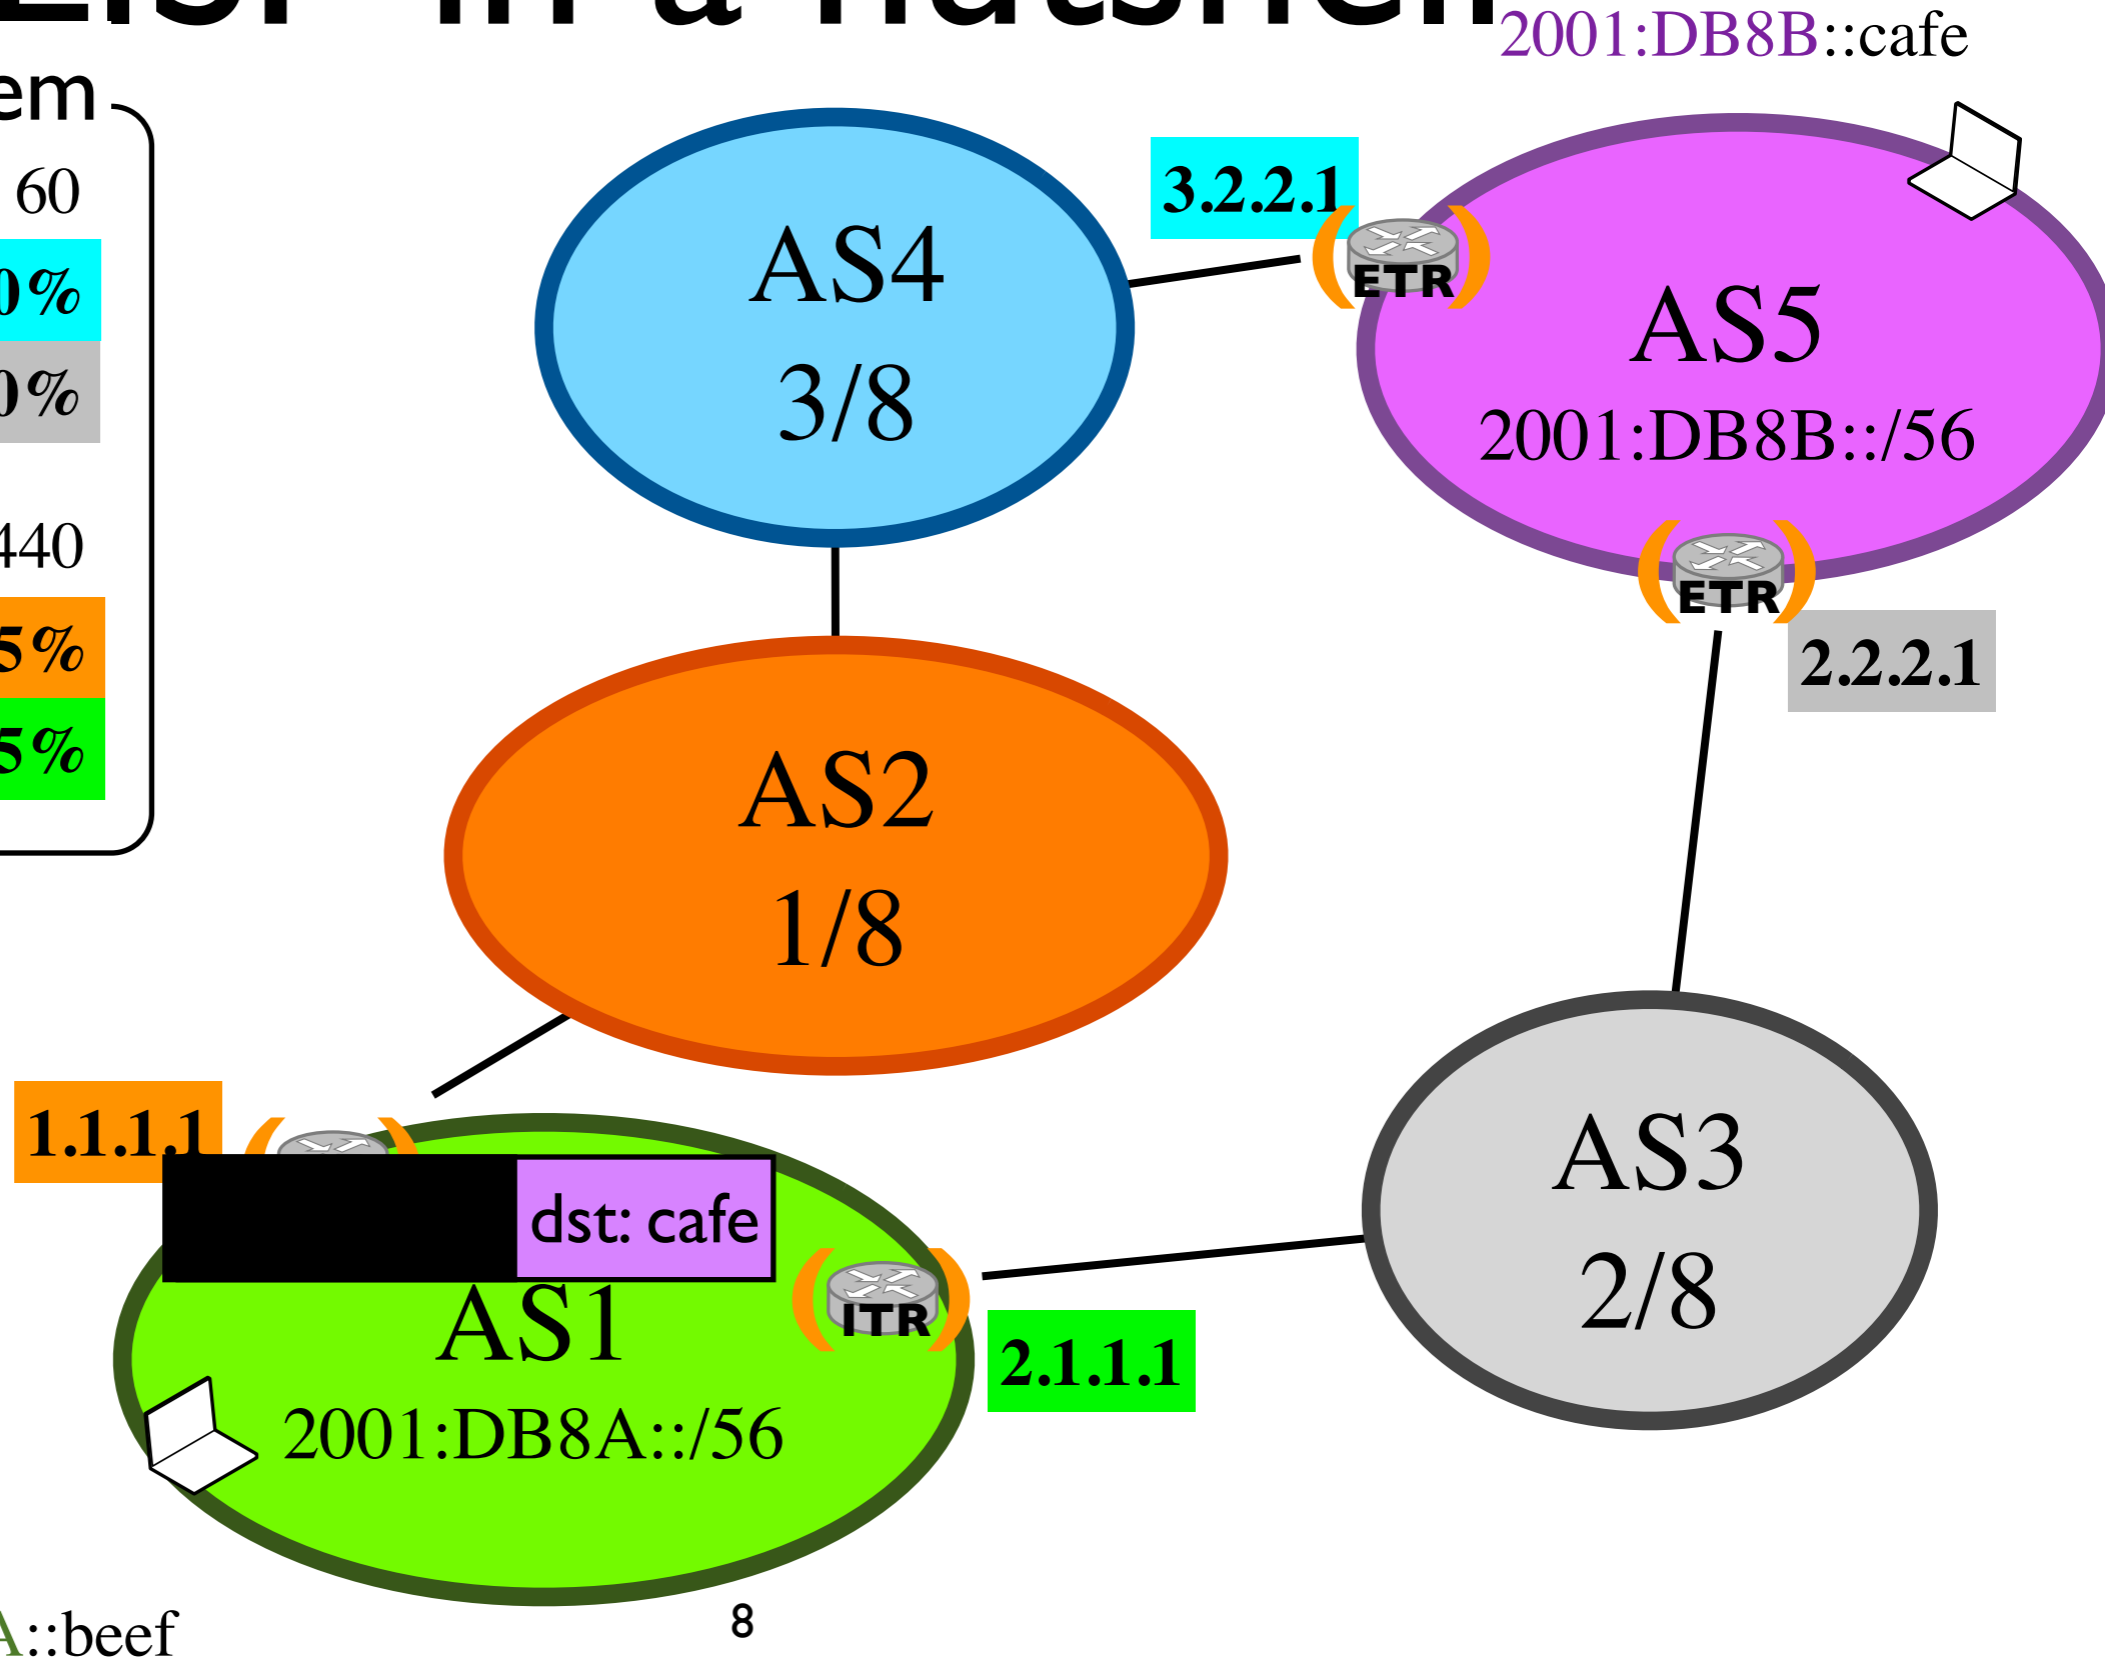 in a nutshell
2001:DB8B::cafe
60
3.2.2.1
AS4
3/8
ETR
AS5
2001:DB8B::/56
0%
0%
440
5%
5%
ETR
2.2.2.1
AS2
1/8
1.1.1.1
dst: cafe
AS3
2/8
ITR
AS1
2.1.1.1
2001:DB8A::/56
A::beef
8